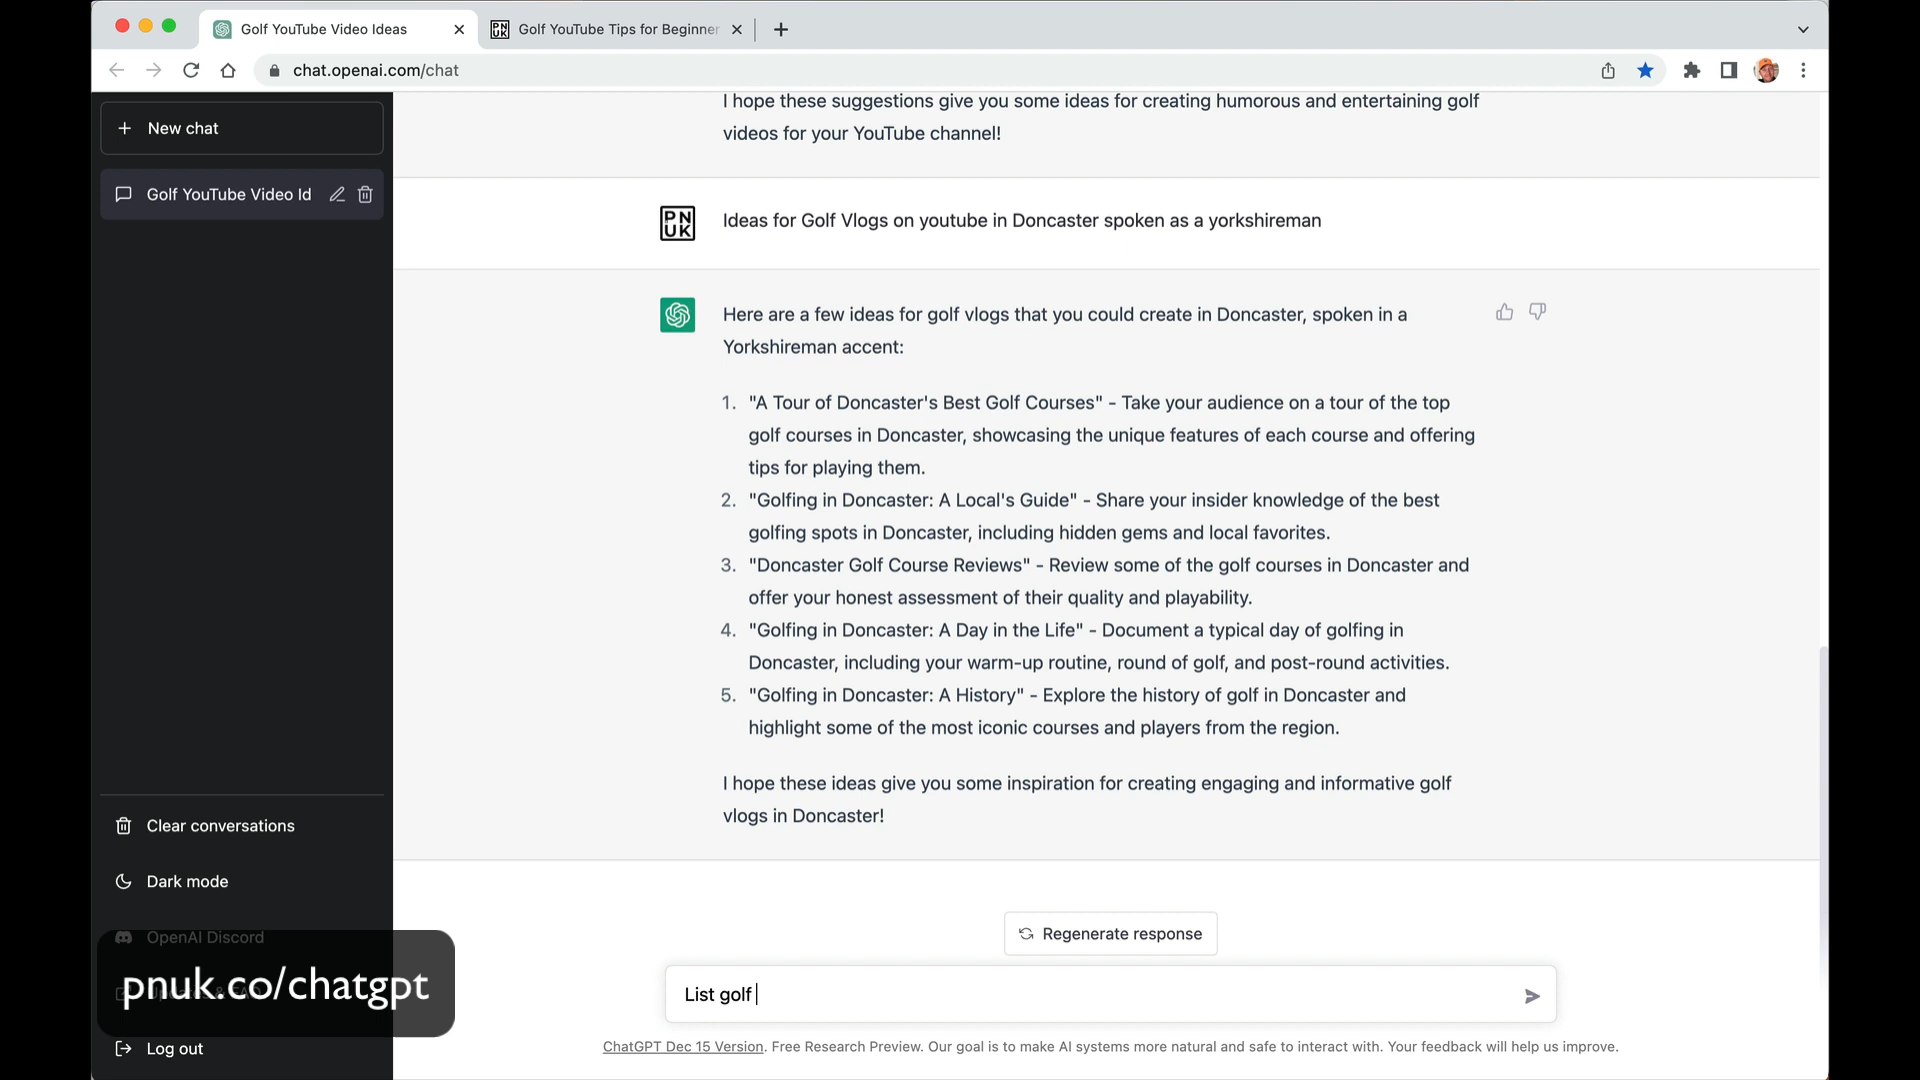 Golf YouTube Video Ideas
Golf YouTube Tips for Beginner
chat.openai.com/chat
New chat
Golf YouTube Video Id
I hope these suggestions give you some ideas for creating humorous and entertaining golf
videos for your YouTube channel!
PN
UK
Ideas for Golf Vlogs on youtube in Doncaster spoken as a yorkshireman
Here are a few ideas for golf vlogs that you could create in Doncaster, spoken in a
Yorkshireman accent:
1. "A Tour of Doncaster's Best Golf Courses" - Take your audience on a tour of the top
golf courses in Doncaster, showcasing the unique features of each course and offering
tips for playing them.
2. "Golfing in Doncaster: A Local's Guide" - Share your insider knowledge of the best
golfing spots in Doncaster, including hidden gems and local favorites.
3. "Doncaster Golf Course Reviews" - Review some of the golf courses in Doncaster and
offer your honest assessment of their quality and playability.
4. "Golfing in Doncaster: A Day in the Life" - Document a typical day of golfing in
Doncaster, including your warm-up routine, round of golf, and post-round activities.
5. "Golfing in Doncaster: A History" - Explore the history of golf in Doncaster and
highlight some of the most iconic courses and players from the region.
I hope these ideas give you some inspiration for creating engaging and informative golf
vlogs in Doncaster!
Clear conversations
Dark mode
OpenAI Discord
pnuk.co/chatgpt
Log out
Regenerate response
List golf
ChatGPT Dec 15 Version. Free Research Preview. Our goal is to make AI systems more natural and safe to interact with. Your feedback will help us improve.